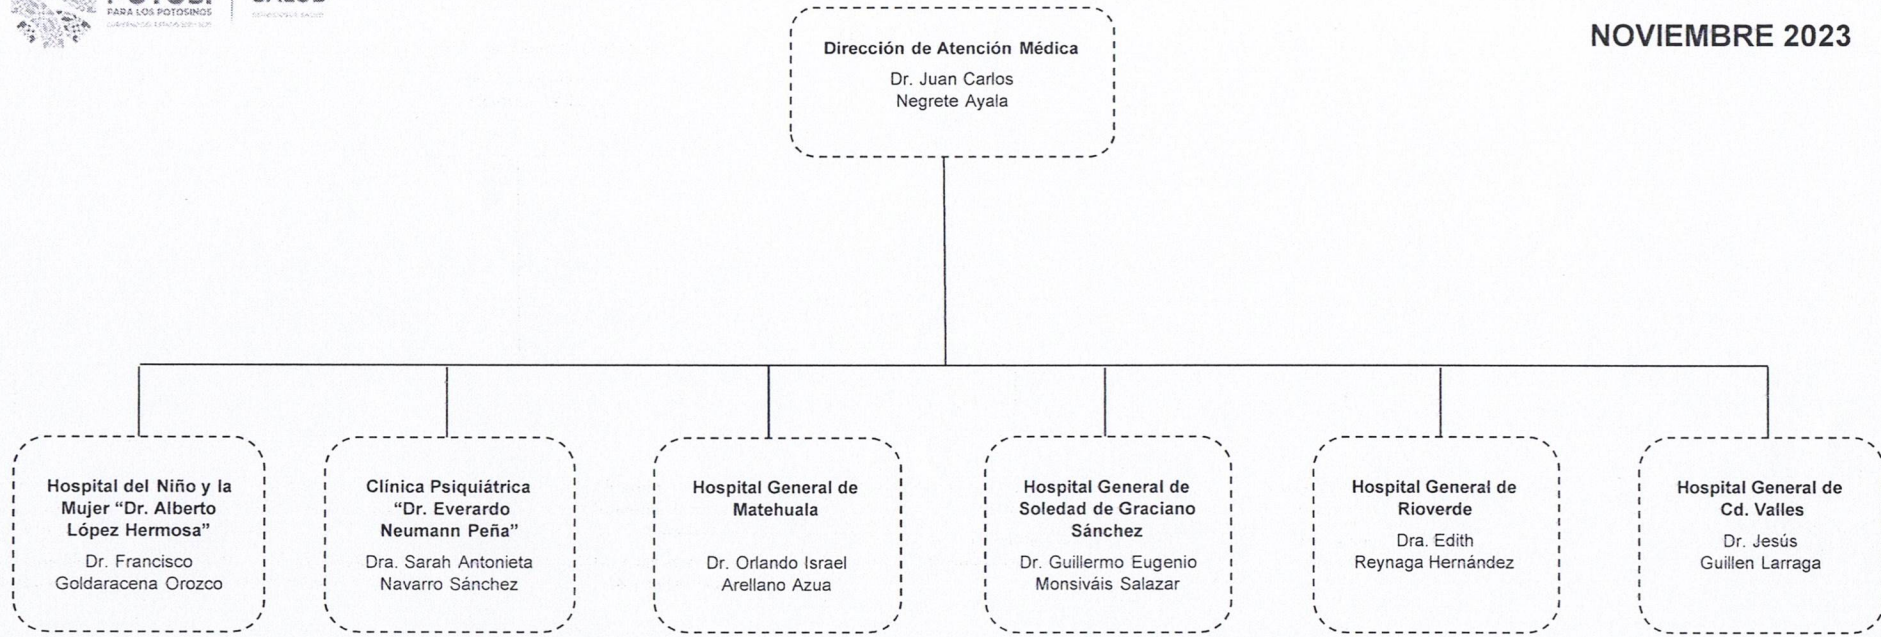 PARA LOS POTOSINOS
NOVIEMBRE 2023
Dirección de Atención Médica
Dr. Juan Carlos
Negrete Ayala
Hospital del Niño y la
Mujer “Dr. Alberto
López Hermosa”
Dr. Francisco
Goldaracena Orozco
Clínica Psiquiátrica
“Dr. Everardo
Neumann Peña”
Dra. Sarah Antonieta
Navarro Sánchez
Hospital General de
Matehuala
Dr. Orlando Israel
Arellano Azua
Hospital General de
Soledad de Graciano
Sánchez
Dr. Guillermo Eugenio
Monsiváis Salazar
Hospital General de
Rioverde
Dra. Edith
Reynaga Hernández
Hospital General de
Cd. Valles
Dr. Jesús
Guillen Larraga